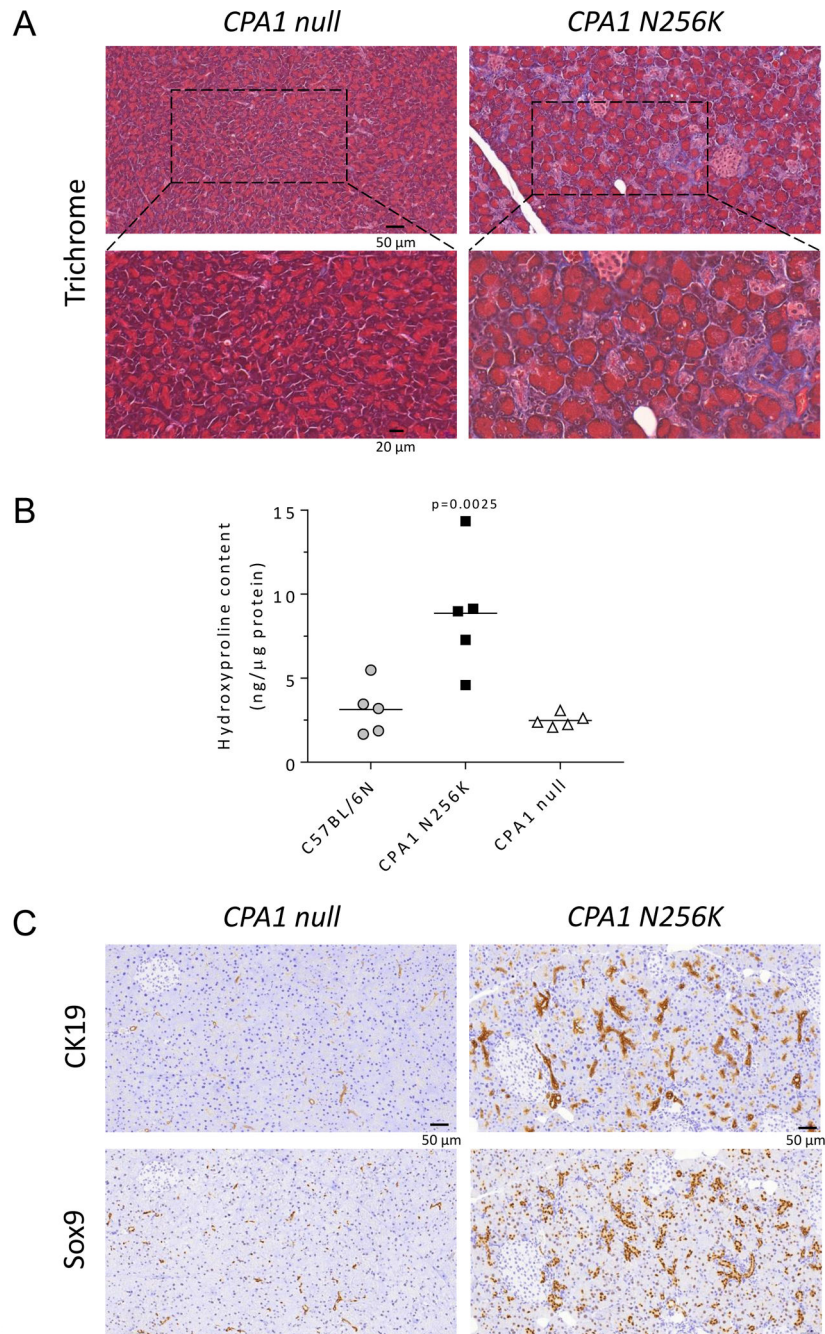 A
CPA1 null
CPA1 N256K
Trichrome
50 µm
20 µm
B
Hydroxyproline content
(ng/µg protein)
15
10
5
0
p=0.0025
C57BL/6N
CPA1 N256K
CPA1 null
C
CPA1 null
CPA1 N256K
CK19
50 µm
50 µm
Sox9